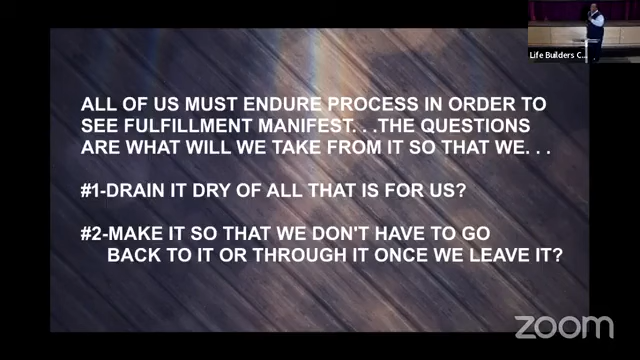 ALL OF US MUST ENDURE PROCESS IN ORDER TO
SEE FULFILLMENT MANIFEST. . .THE QUESTIONS
ARE WHAT WILL WE TAKE FROM IT SO THAT WE. . .
#1-DRAIN IT DRY OF ALL THAT IS FOR US?
#2-MAKE IT SO THAT WE DON'T HAVE TO GO
BACK TO IT OR THROUGH IT ONCE WE LEAVE IT?
Life Builders C...
zoom